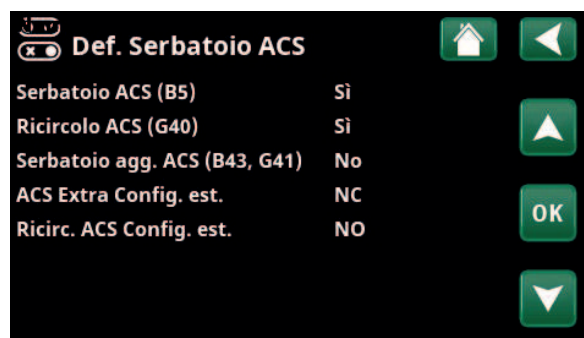 Def. Serbatoio ACS
Serbatoio ACS (B5) Sì
Ricircolo ACS (G40) Sì
Serbatoio agg. ACS (B43, G41) No
ACS Extra Config. est. NC
Ricirc. ACS Config. est. NO
OK